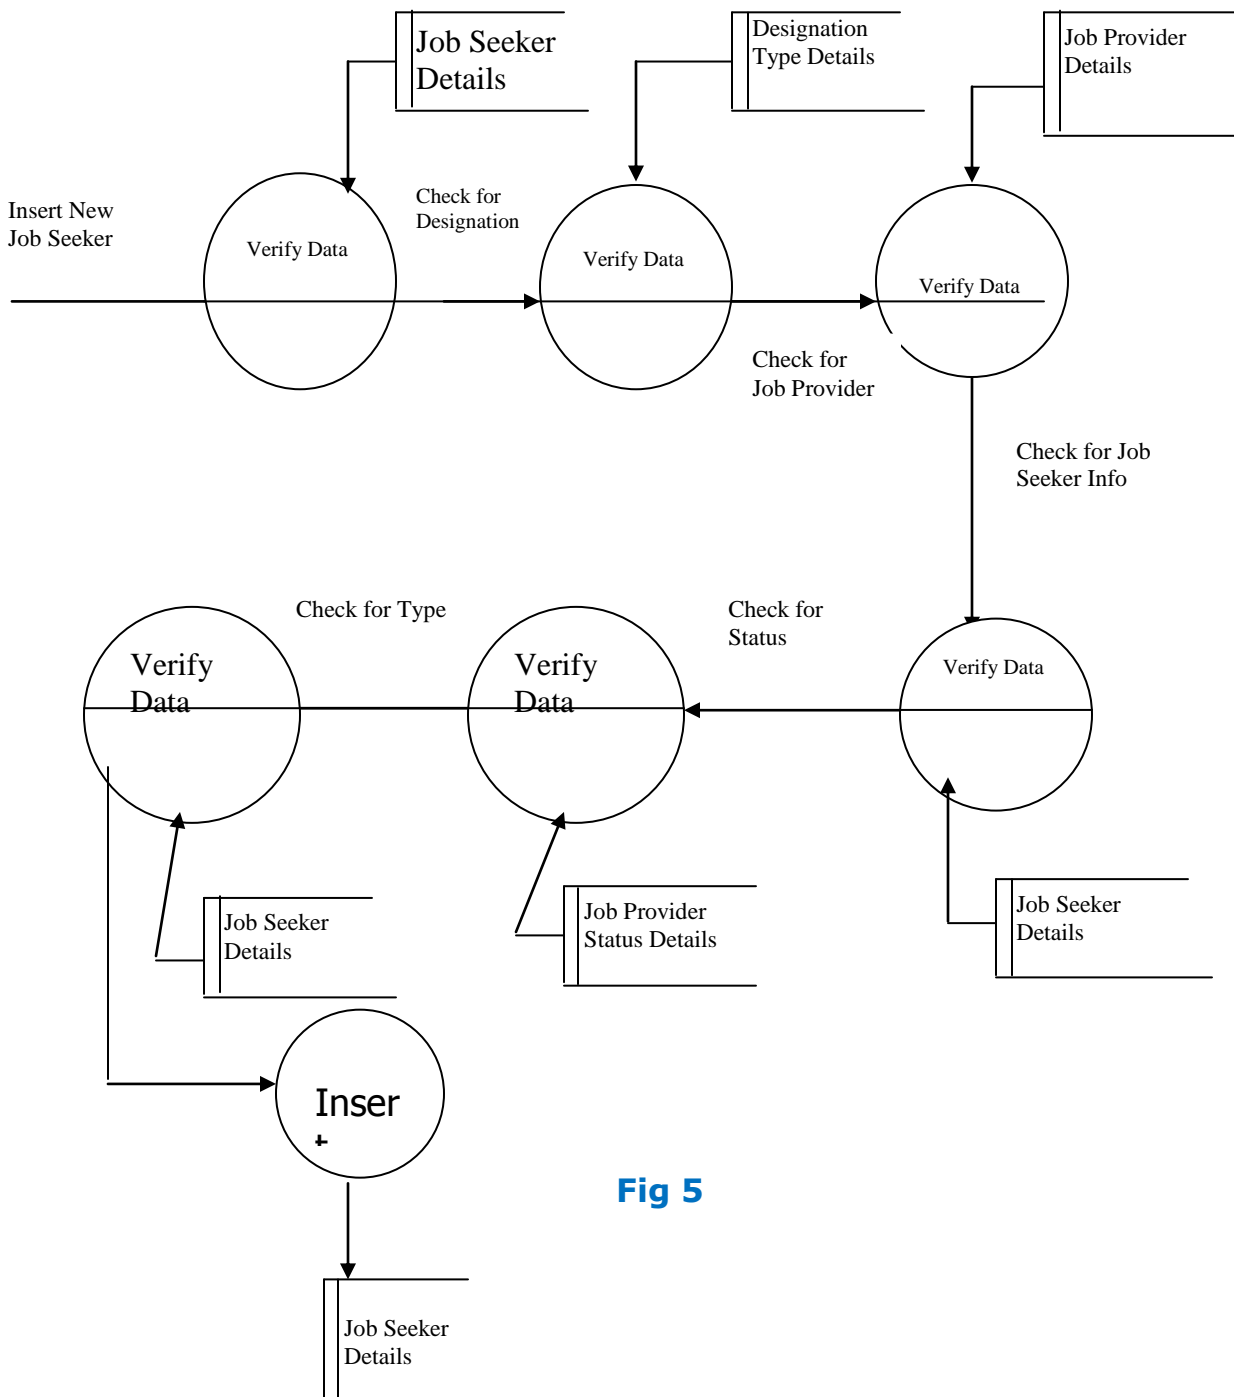 Job Seeker
Details
Designation
Type Details
Job Provider
Details
Insert New
Job Seeker
Verify Data
Check for
Designation
Verify Data
Verify Data
Check for
Job Provider
Check for Job
Seeker Info
Check for Type
Check for
Status
Verify
Data
Verify
Data
Verify Data
Job Seeker
Details
Job Provider
Status Details
Job Seeker
Details
Inser
t
Fig 5
Job Seeker
Details